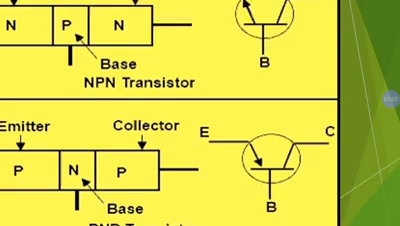 N P N
Base
NPN Transistor
B
Emitter Collector
E C
P N P
Base
B